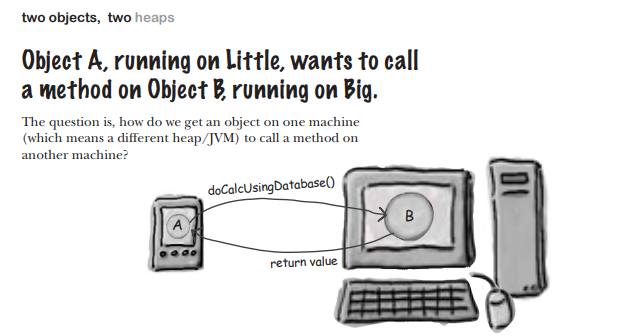 two objects, two heaps
Object A, running on Little, wants to call
a method on Object B, running on Big.
The question is, how do we get an object on one machine
(which means a different heap/JVM) to call a method on
another machine?
doCalcUsingDatabase()
A
B
return value